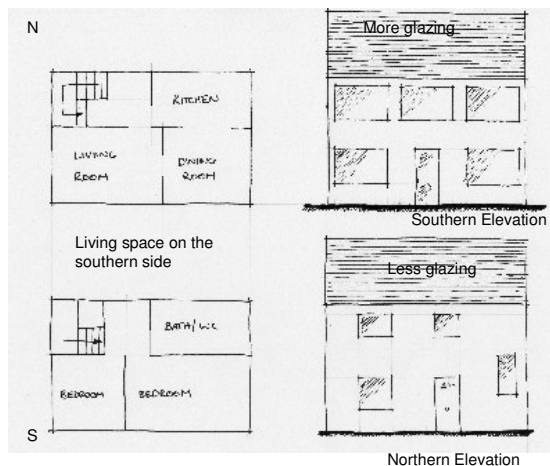 N
More glazing
KITCHEN
LIVING
ROOM
DINING
ROOM
Southern Elevation
Living space on the
southern side
Less glazing
BATH/WC
BEDROOM
BEDROOM
S
Northern Elevation